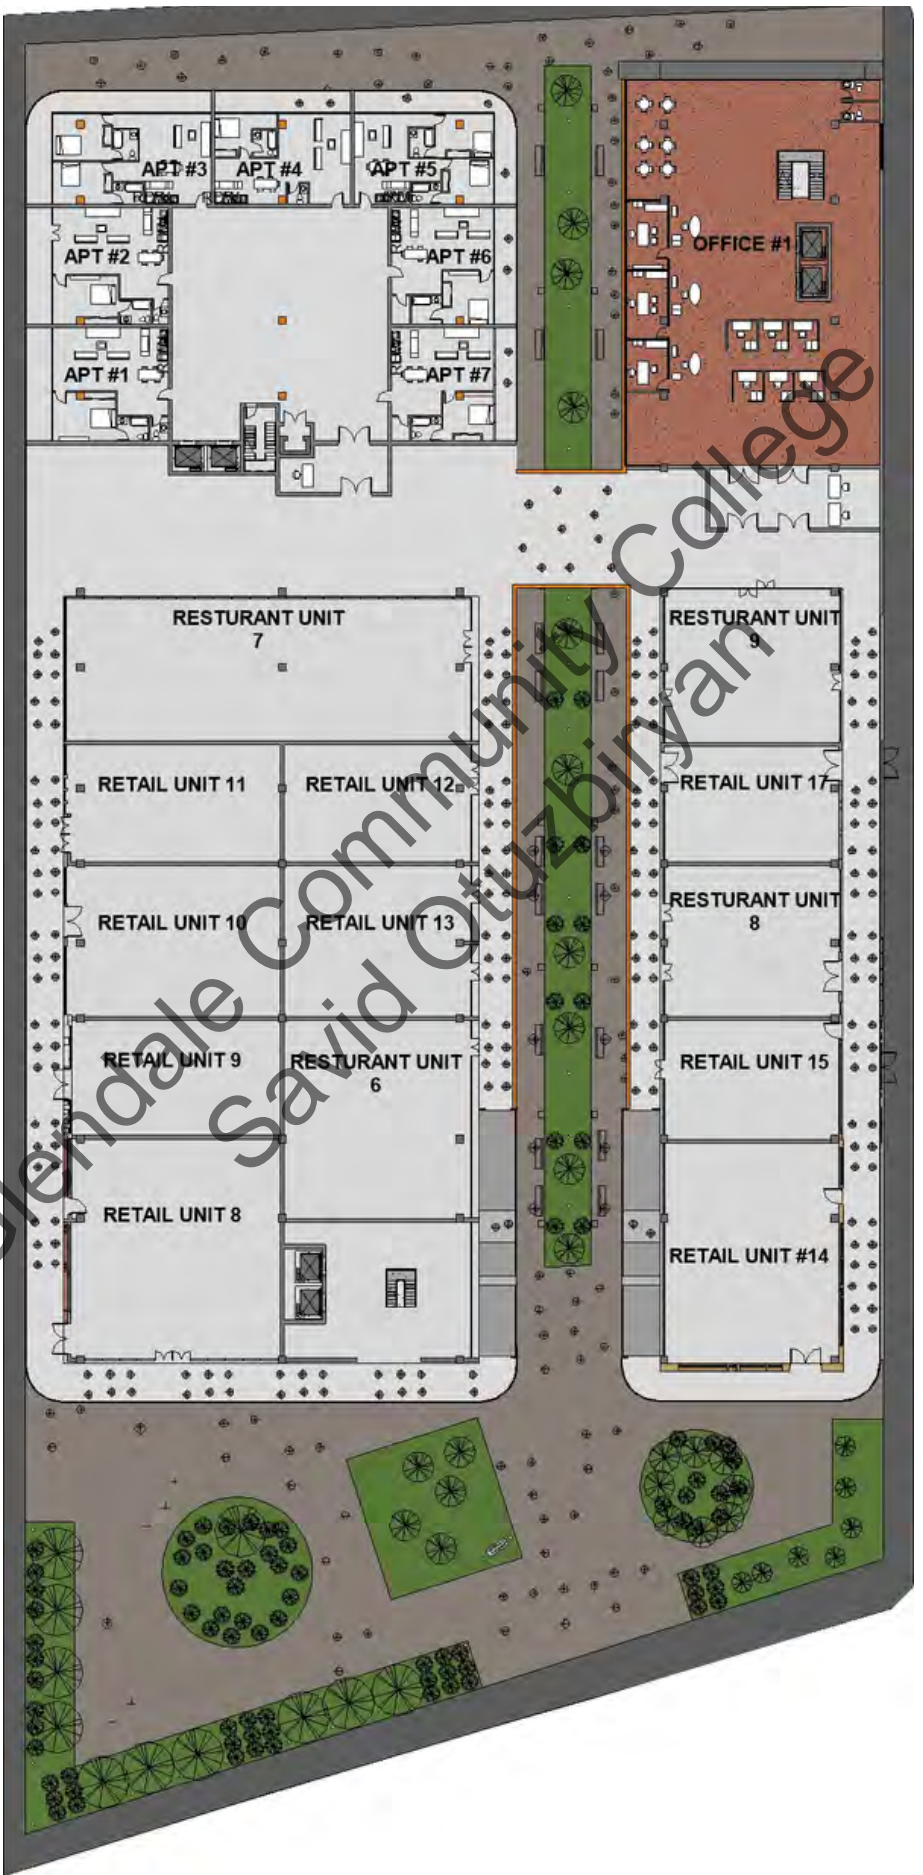 APT #3
APT #4
APT #5
APT #2
APT #6
OFFICE #1
APT #1
APT #7
RESTURANT UNIT
7
RESTURANT UNIT
9
RETAIL UNIT 11
RETAIL UNIT 12
RETAIL UNIT 17
RETAIL UNIT 10
RETAIL UNIT 13
RESTURANT UNIT
8
RETAIL UNIT 9
RESTURANT UNIT
6
RETAIL UNIT 15
RETAIL UNIT 8
RETAIL UNIT #14
Glendale Community College
Savid Otuzbiryan